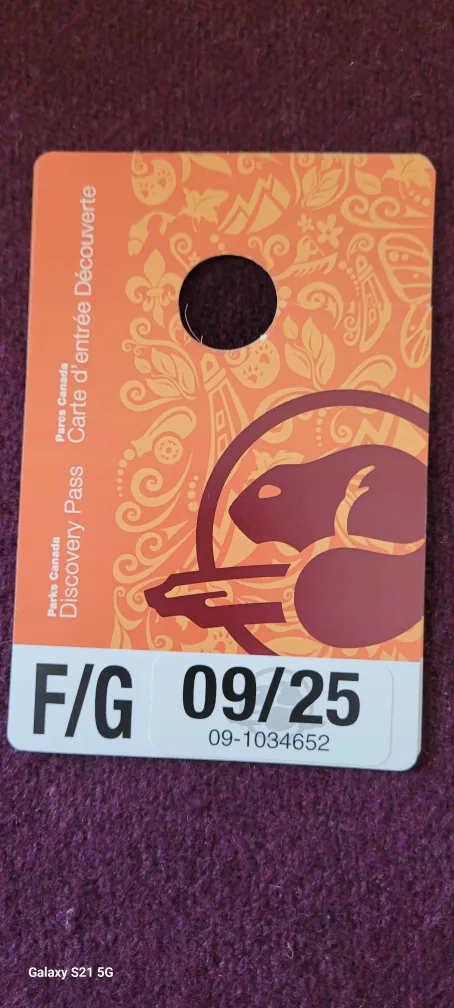 Parks Canada
Discovery Pass
Parcs Canada
Carte d'entrée Découverte
F/G
09/25
09-1034652
Galaxy S21 5G